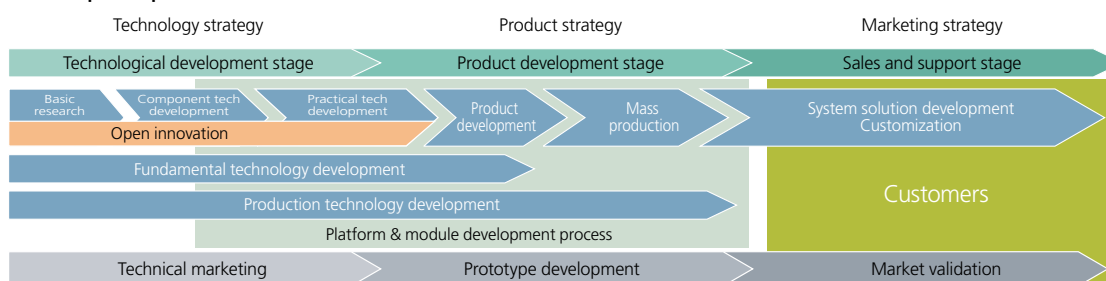 Technology strategy
Product strategy
Marketing strategy
Technological development stage
Product development stage
Sales and support stage
Basic
research
Component tech
development
Practical tech
development
Product
development
Mass
production
System solution development
Customization
Open innovation
Fundamental technology development
Production technology development
Customers
Platform & module development process
Technical marketing
Prototype development
Market validation